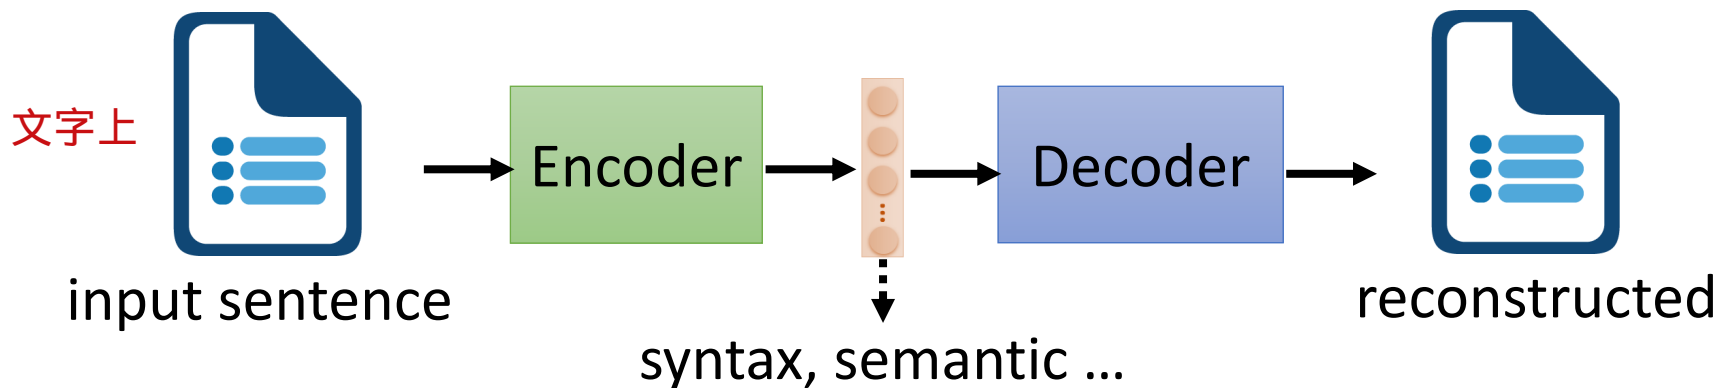 文字上
input sentence
Encoder
Decoder
reconstructed
syntax, semantic ...